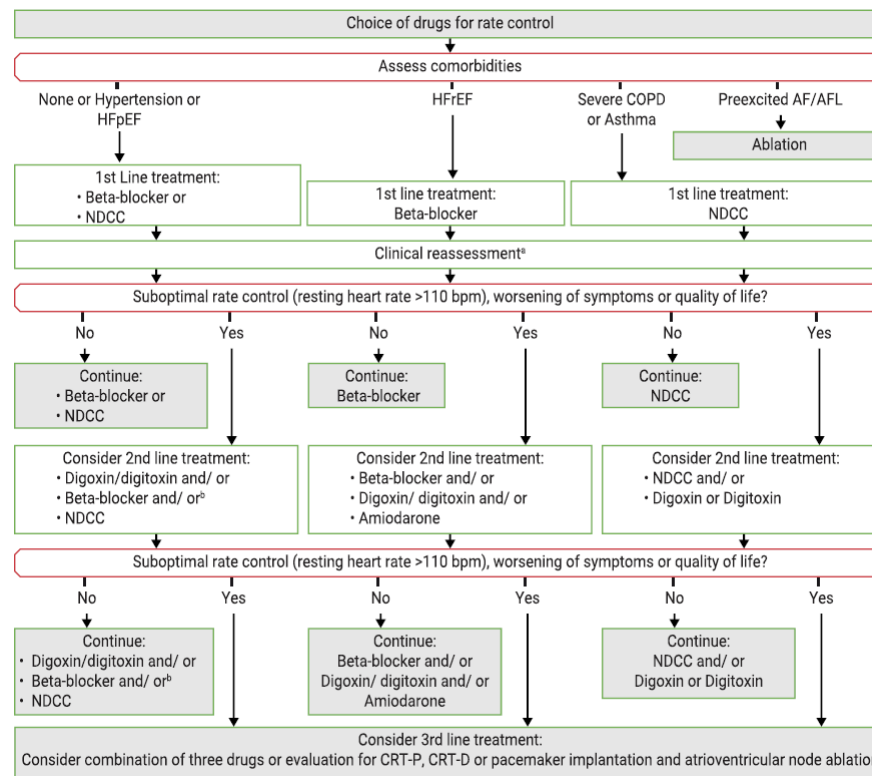 Choice of drugs for rate control
Assess comorbidities
None or Hypertension or
HFpEF
HFrEF
Severe COPD
or Asthma
Preexcited AF/AFL
Ablation
1st Line treatment:
• Beta-blocker or
• NDCC
1st line treatment:
Beta-blocker
1st line treatment:
NDCC
Clinical reassessmentᵃ
Suboptimal rate control (resting heart rate >110 bpm), worsening of symptoms or quality of life?
No
Yes
No
Yes
No
Yes
Continue:
• Beta-blocker or
• NDCC
Continue:
Beta-blocker
Continue:
NDCC
Consider 2nd line treatment:
• Digoxin/digitoxin and/ or
• Beta-blocker and/ orᵇ
• NDCC
Consider 2nd line treatment:
• Beta-blocker and/or
• Digoxin/ digitoxin and/ or
• Amiodarone
Consider 2nd line treatment:
• NDCC and/ or
• Digoxin or Digitoxin
Suboptimal rate control (resting heart rate >110 bpm), worsening of symptoms or quality of life?
No
Yes
No
Yes
No
Yes
Continue:
• Digoxin/digitoxin and/ or
• Beta-blocker and/ orᵇ
• NDCC
Continue:
Beta-blocker and/or
Digoxin/ digitoxin and/ or
Amiodarone
Continue:
NDCC and/ or
Digoxin or Digitoxin
Consider 3rd line treatment:
Consider combination of three drugs or evaluation for CRT-P, CRT-D or pacemaker implantation and atrioventricular node ablation